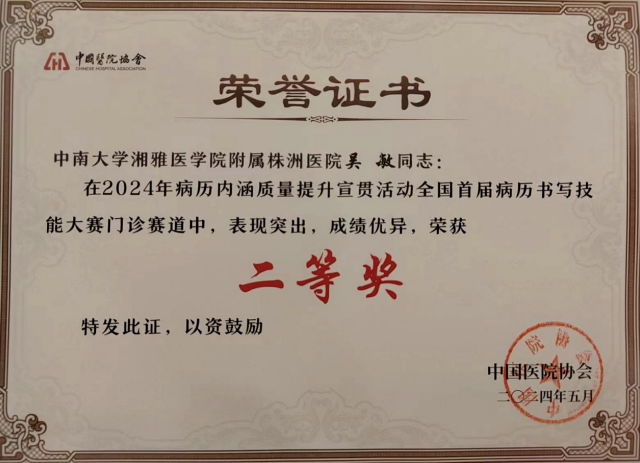 中國醫院協會
CHINESE HOSPITAL ASSOCIATION
荣誉证书
中南大学湘雅医学院附属株洲医院吴 敏同志：
在2024年病历内涵质量提升宣贯活动全国首届病历书写技
能大赛门诊赛道中，表现突出，成绩优异，荣获
二等奖
特发此证，以资鼓励
中国医院协会
二〇二四年五月